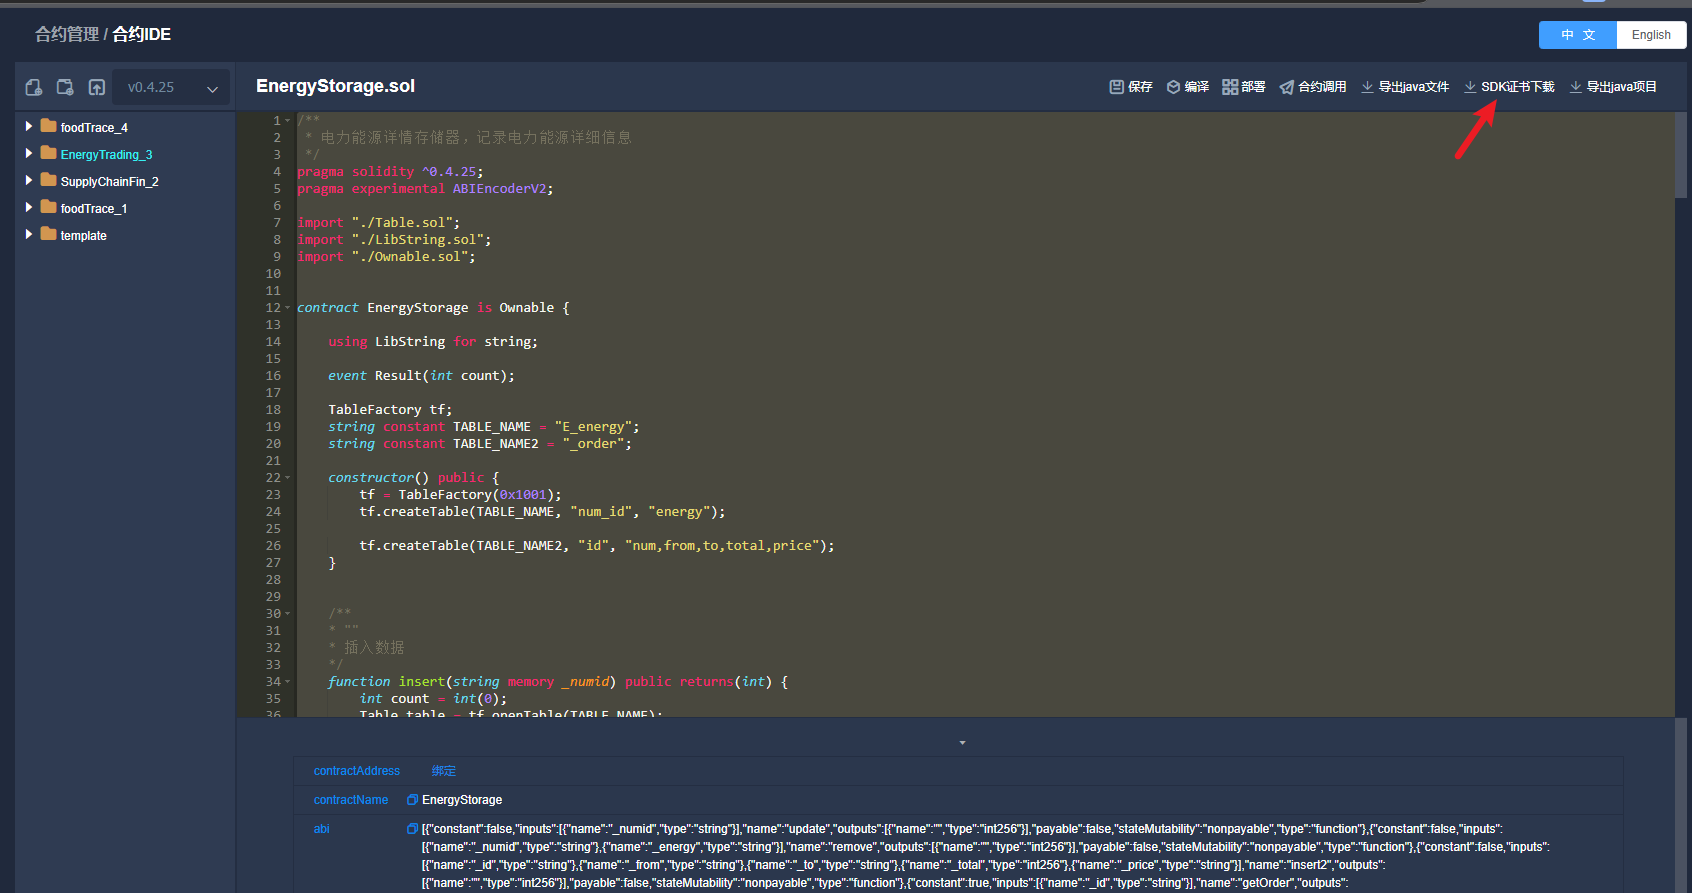 合约管理 / 合约IDE
中 文 English
v0.4.25
EnergyStorage.sol
保存 编译 部署 合约调用 导出java文件 SDK证书下载 导出java项目
foodTrace_4
EnergyTrading_3
SupplyChainFin_2
foodTrace_1
template
1 /**
2 * 电力能源详情存储器，记录电力能源详细信息
3 */
4 pragma solidity ^0.4.25;
5 pragma experimental ABIEncoderV2;
6
7 import "./Table.sol";
8 import "./LibString.sol";
9 import "./Ownable.sol";
10
11
12 contract EnergyStorage is Ownable {
13
14 using LibString for string;
15
16 event Result(int count);
17
18 TableFactory tf;
19 string constant TABLE_NAME = "E_energy";
20 string constant TABLE_NAME2 = "_order";
21
22 constructor() public {
23 tf = TableFactory(0x1001);
24 tf.createTable(TABLE_NAME, "num_id", "energy");
25
26 tf.createTable(TABLE_NAME2, "id", "num,from,to,total,price");
27 }
28
29
30 /**
31 * ""
32 * 插入数据
33 */
34 function insert(string memory _numid) public returns(int) {
35 int count = int(0);
36 Table table = tf.openTable(TABLE_NAME);
contractAddress 绑定
contractName EnergyStorage
abi [{"constant":false,"inputs":[{"name":"_numid","type":"string"}],"name":"update","outputs":[{"name":"","type":"int256"}],"payable":false,"stateMutability":"nonpayable","type":"function"},{"constant":false,"inputs":
[{"name":"_numid","type":"string"},{"name":"_energy","type":"string"}],"name":"remove","outputs":[{"name":"","type":"int256"}],"payable":false,"stateMutability":"nonpayable","type":"function"},{"constant":false,"inputs":
[{"name":"_id","type":"string"},{"name":"_from","type":"string"},{"name":"_to","type":"string"},{"name":"_total","type":"int256"},{"name":"_price","type":"string"}],"name":"insert2","outputs":
[{"name":"","type":"int256"}],"payable":false,"stateMutability":"nonpayable","type":"function"},{"constant":true,"inputs":[{"name":"_id","type":"string"}],"name":"getOrder","outputs":